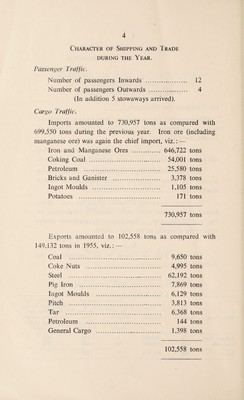 4
CHARACTER OF SHIPPING AND TRADE
DURING THE YEAR.
Passenger Traffic.
Number of passengers Inwards .................. 12
Number of passengers Outwards .................. 4
(In addition 5 stowaways arrived).
Cargo Traffic.
Imports amounted to 730,957 tons as compared with
699,550 tons during the previous year. Iron ore (including
manganese ore) was again the chief import, viz. : —
Iron and Manganese Ores ............ 646,722 tons
Coking Coal .............................. 54,001 tons
Petroleum .................................. 25,580 tons
Bricks and Ganister ..................... 3,378 tons
Ingot Moulds .............................. 1,105 tons
Potatoes .................................... 171 tons
730,957 tons
Exports amounted to 102,558 tons as compared with
149,132 tons in 1955, viz. : —
Coal .......................................... 9,650 tons
Coke Nuts .................................. 4,995 tons
Steel .......................................... 62,192 tons
Pig Iron ...................................... 7,869 tons
Ingot Moulds .............................. 6,129 tons
Pitch .......................................... 3,813 tons
Tar ............................................ 6,368 tons
Petroleum .................................. 144 tons
General Cargo ............................ 1,398 tons
102,558 tons